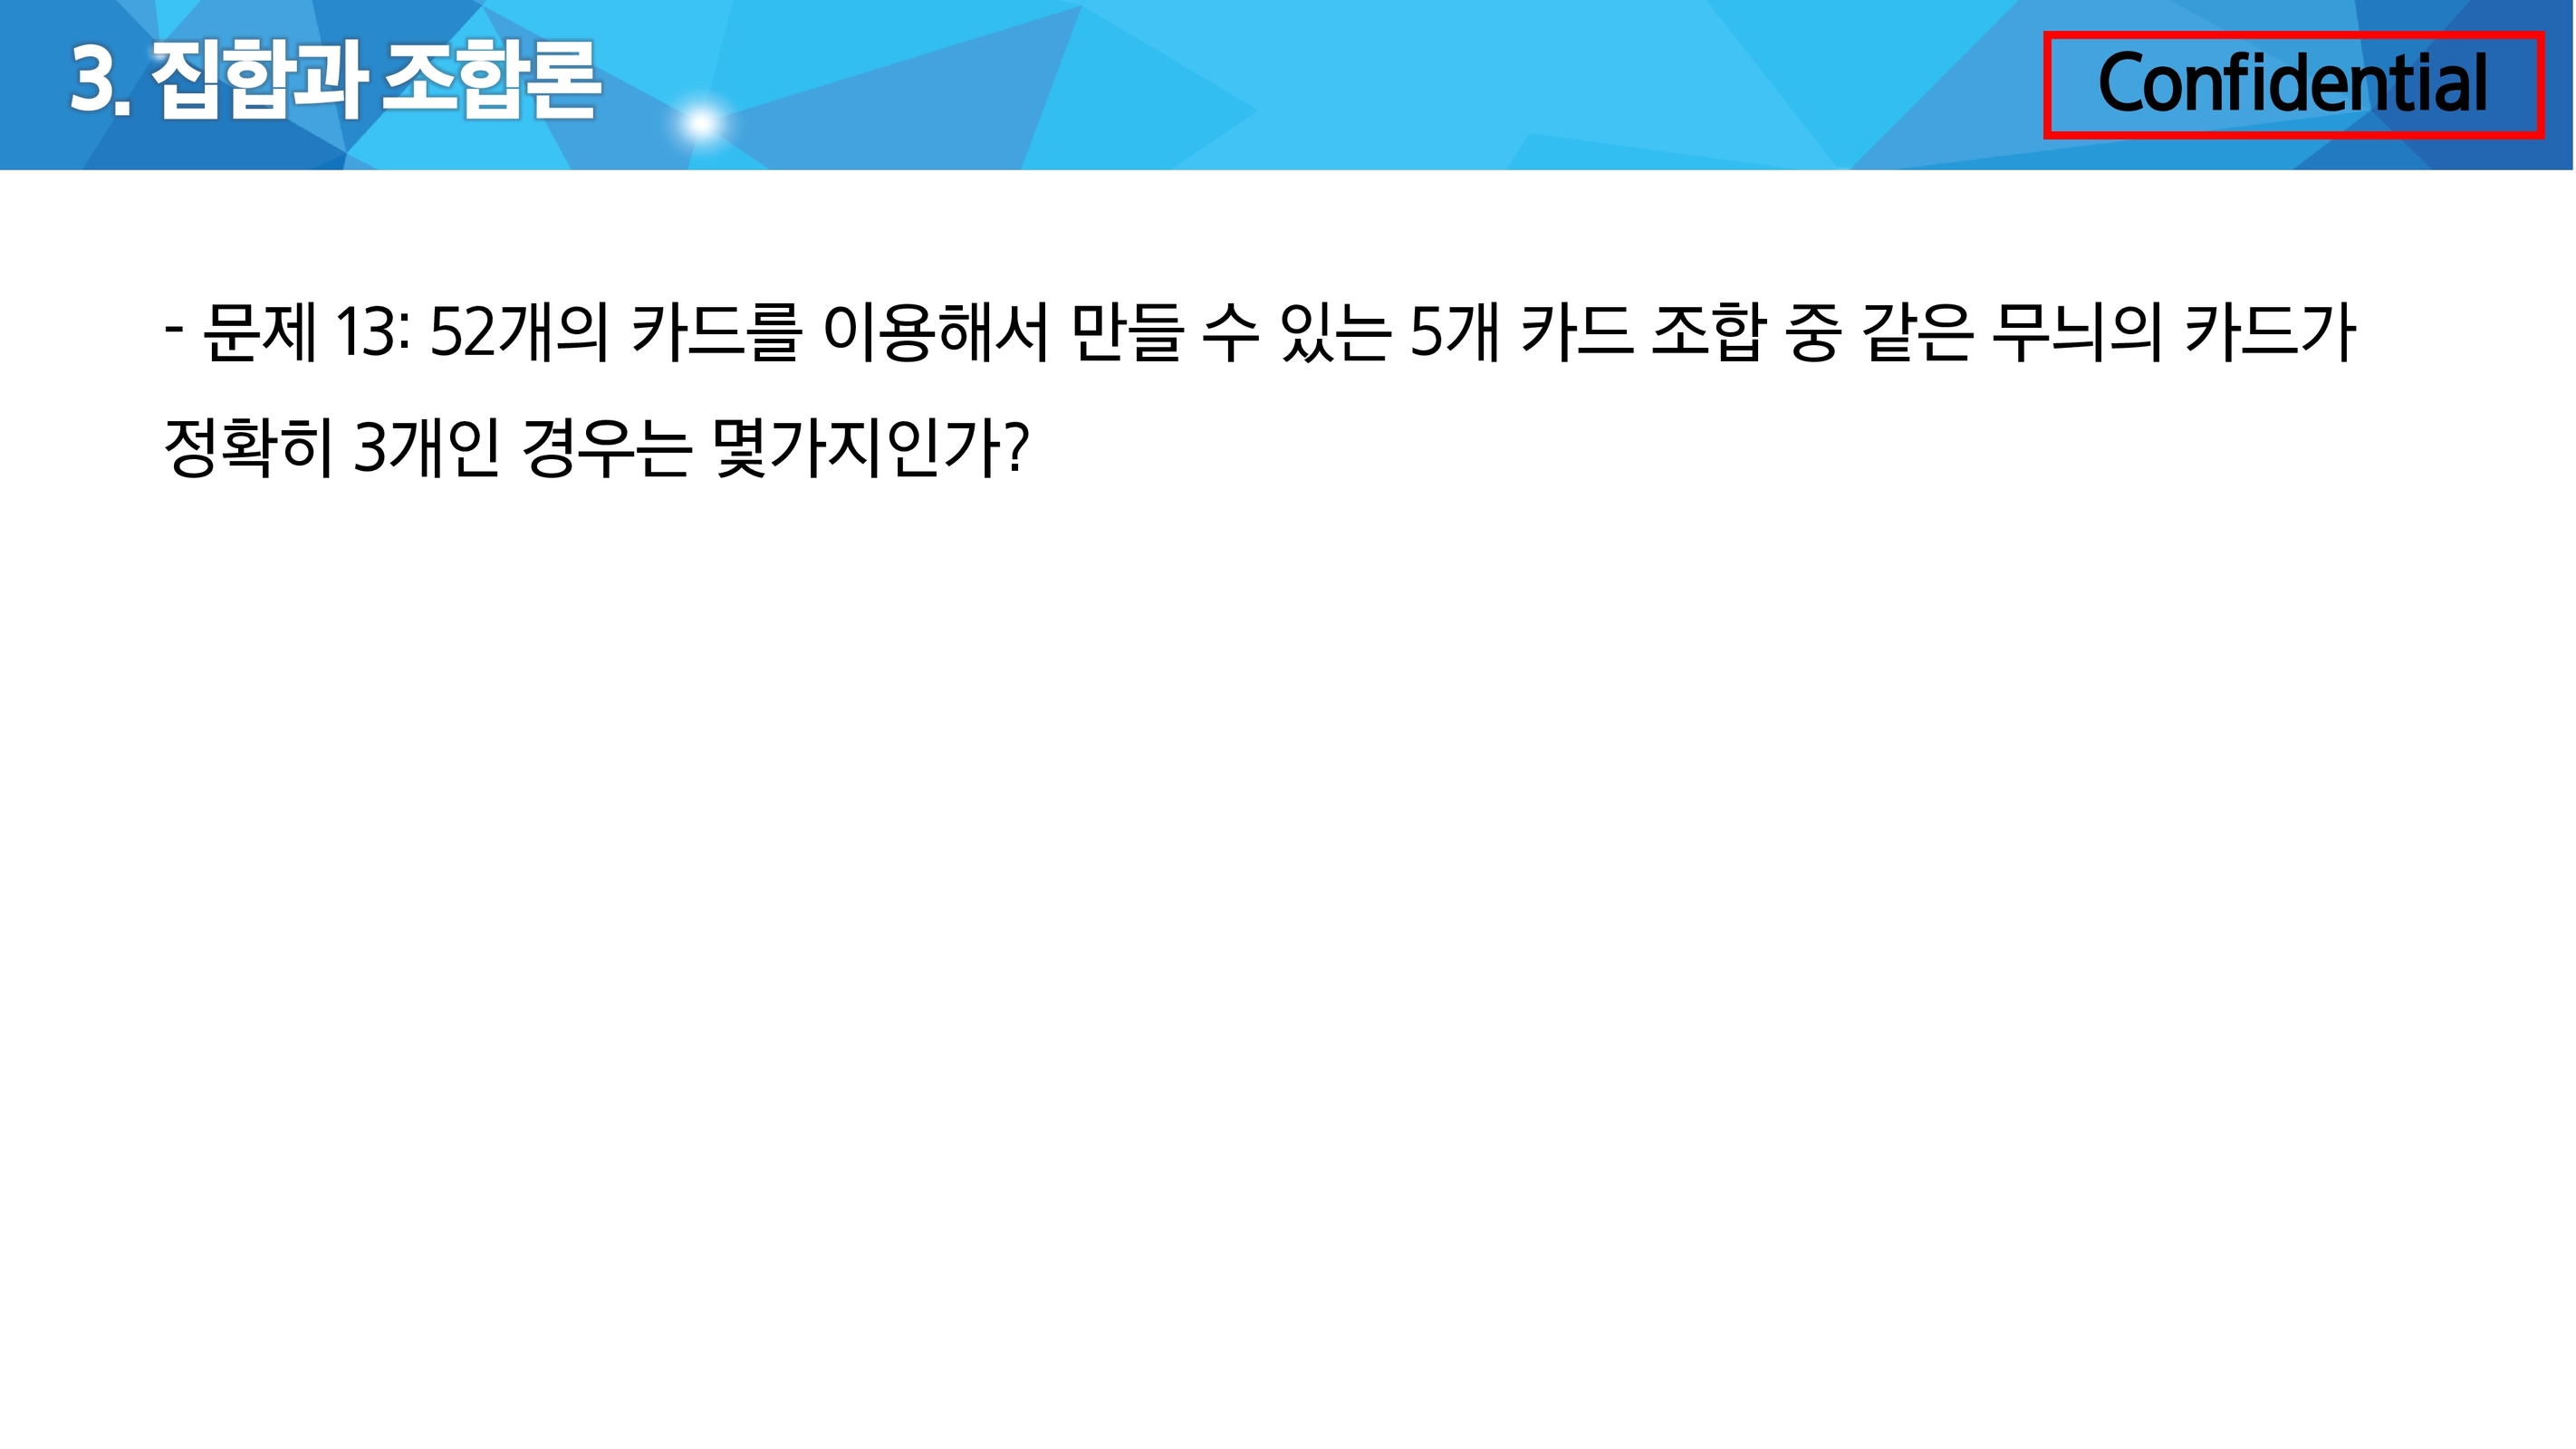 3. 집합과 조합론
Confidential
- 문제 13: 52개의 카드를 이용해서 만들 수 있는 5개 카드 조합 중 같은 무늬의 카드가
정확히 3개인 경우는 몇가지인가?